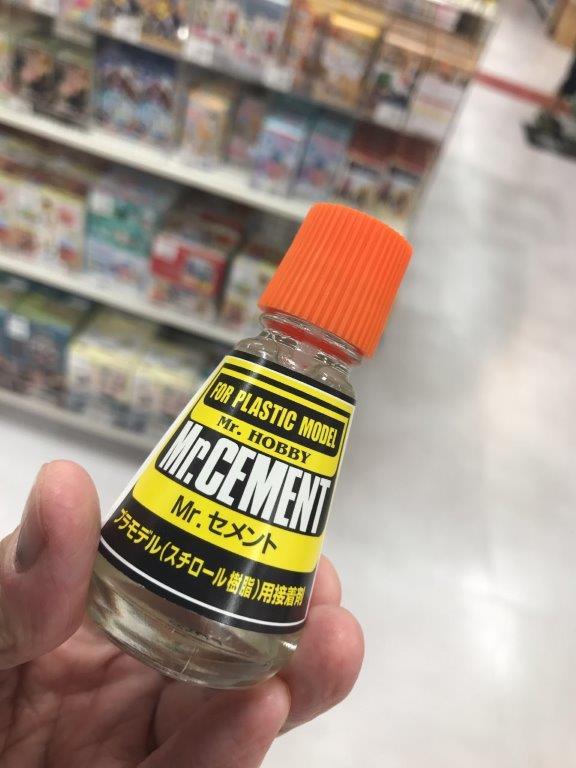 FOR PLASTIC MODEL
Mr. HOBBY
Mr.CEMENT
Mr.セメント
プラモデル(スチロール樹脂)用接着剤